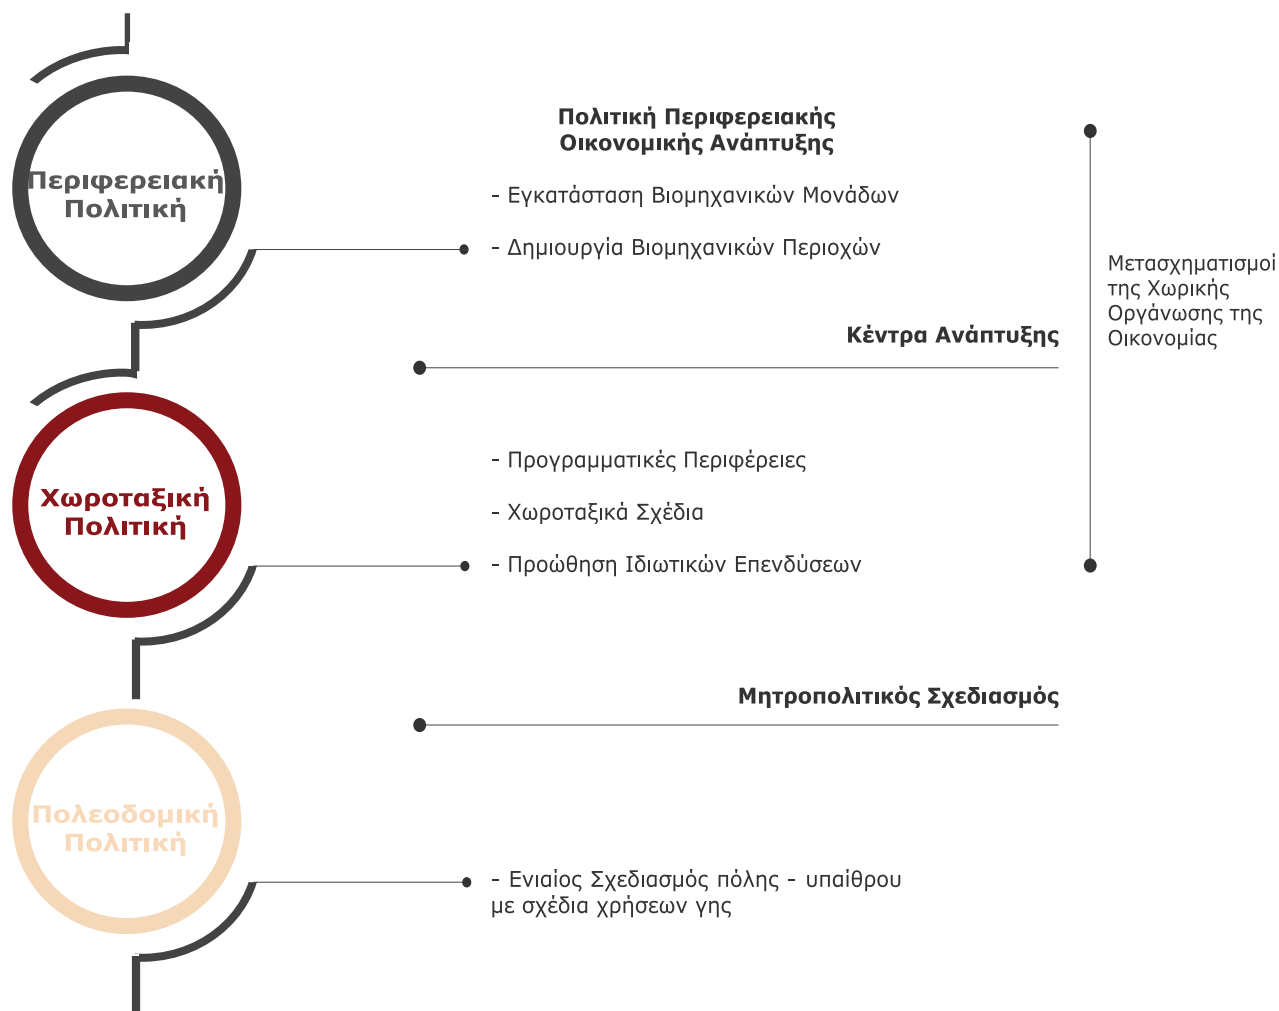 Περιφερειακή
Πολιτική
Πολιτική Περιφερειακής
Οικονομικής Ανάπτυξης
- Εγκατάσταση Βιομηχανικών Μονάδων
- Δημιουργία Βιομηχανικών Περιοχών
Μετασχηματισμοί
της Χωρικής
Οργάνωσης της
Οικονομίας
Κέντρα Ανάπτυξης
Χωροταξική
Πολιτική
- Προγραμματικές Περιφέρειες
- Χωροταξικά Σχέδια
- Προώθηση Ιδιωτικών Επενδύσεων
Μητροπολιτικός Σχεδιασμός
Πολεοδομική
Πολιτική
- Ενιαίος Σχεδιασμός πόλης - υπαίθρου
με σχέδια χρήσεων γης